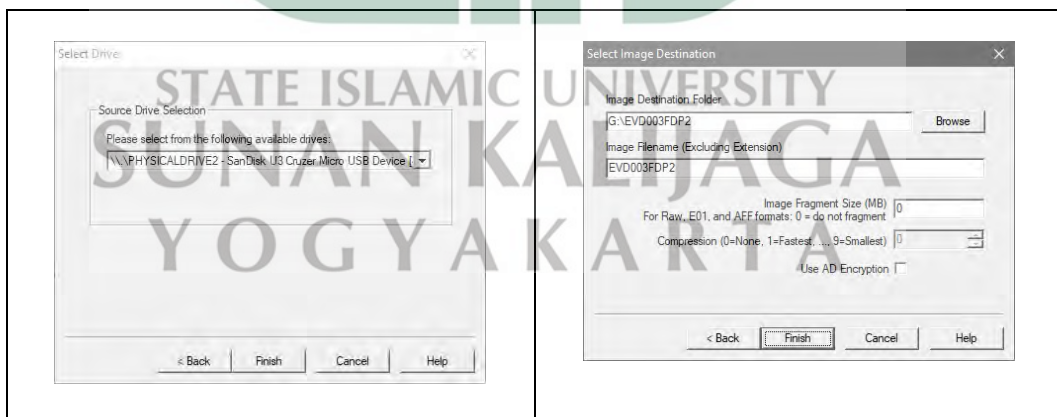 Select Drive
Source Drive Selection
Please select from the following available drives:
\\.\PHYSICALDRIVE2 - SanDisk U3 Cruzer Micro USB Device [
< Back
Finish
Cancel
Help
Select Image Destination
Image Destination Folder
G:\EVD003FDP2
Browse
Image Filename (Excluding Extension)
EVD003FDP2
Image Fragment Size (MB)
0
For Raw, E01, and AFF formats: 0 = do not fragment
Compression (0=None, 1=Fastest, ..., 9=Smallest)
0
Use AD Encryption
< Back
Finish
Cancel
Help
STATE ISLAMIC UNIVERSITY
SUNAN KALIJAGA
YOGYAKARTA